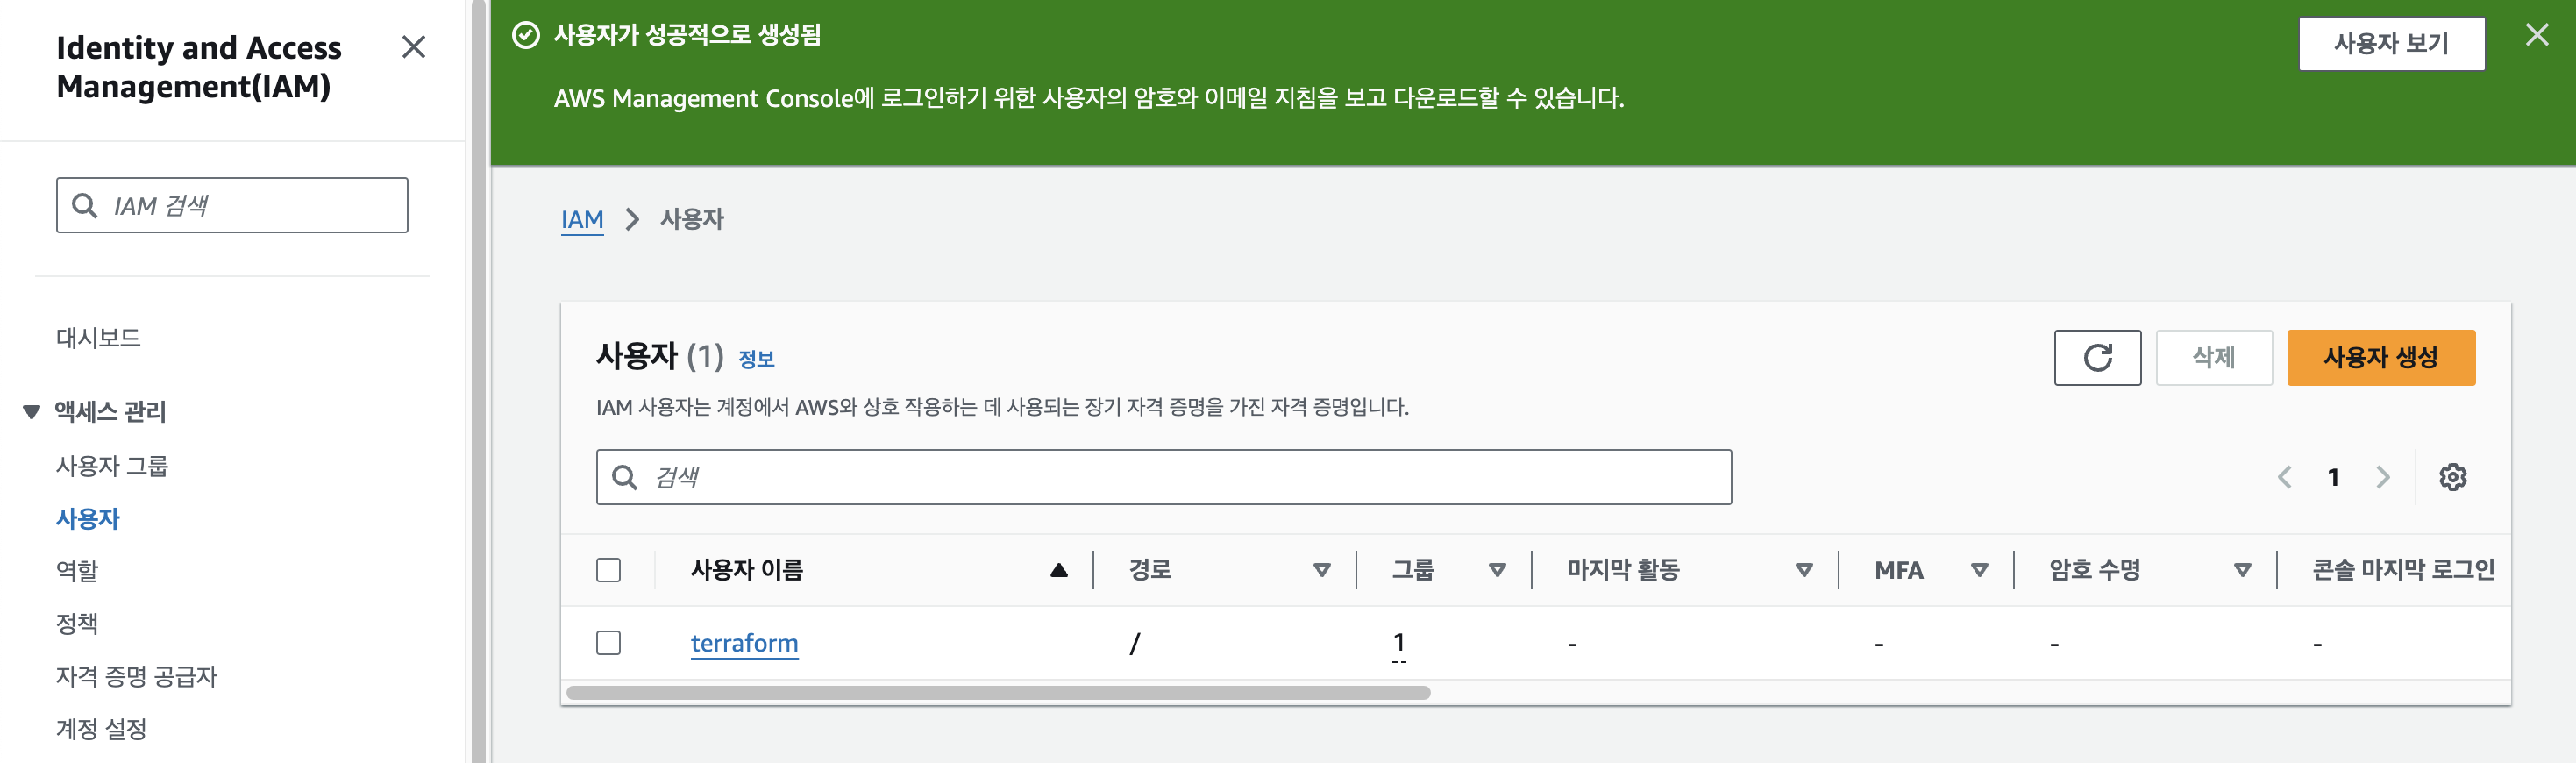 Identity and Access
Management(IAM)
IAM 검색
대시보드
액세스 관리
사용자 그룹
사용자
역할
정책
자격 증명 공급자
계정 설정
사용자가 성공적으로 생성됨
AWS Management Console에 로그인하기 위한 사용자의 암호와 이메일 지침을 보고 다운로드할 수 있습니다.
사용자 보기
IAM 사용자
사용자 (1) 정보
IAM 사용자는 계정에서 AWS와 상호 작용하는 데 사용되는 장기 자격 증명을 가진 자격 증명입니다.
삭제
사용자 생성
검색
1
사용자 이름 경로 그룹 마지막 활동 MFA 암호 수명 콘솔 마지막 로그인
terraform / 1 - - - -